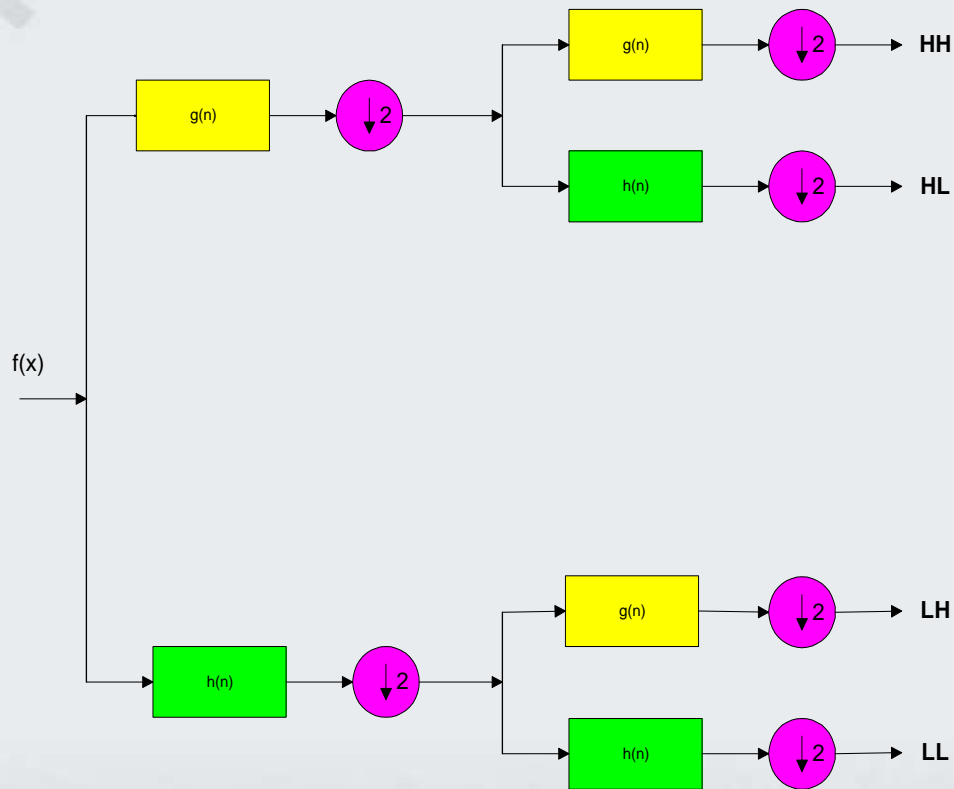 g(n) ↓2 HH
g(n) ↓2
h(n) ↓2 HL
f(x)
g(n) ↓2 LH
h(n) ↓2
h(n) ↓2 LL